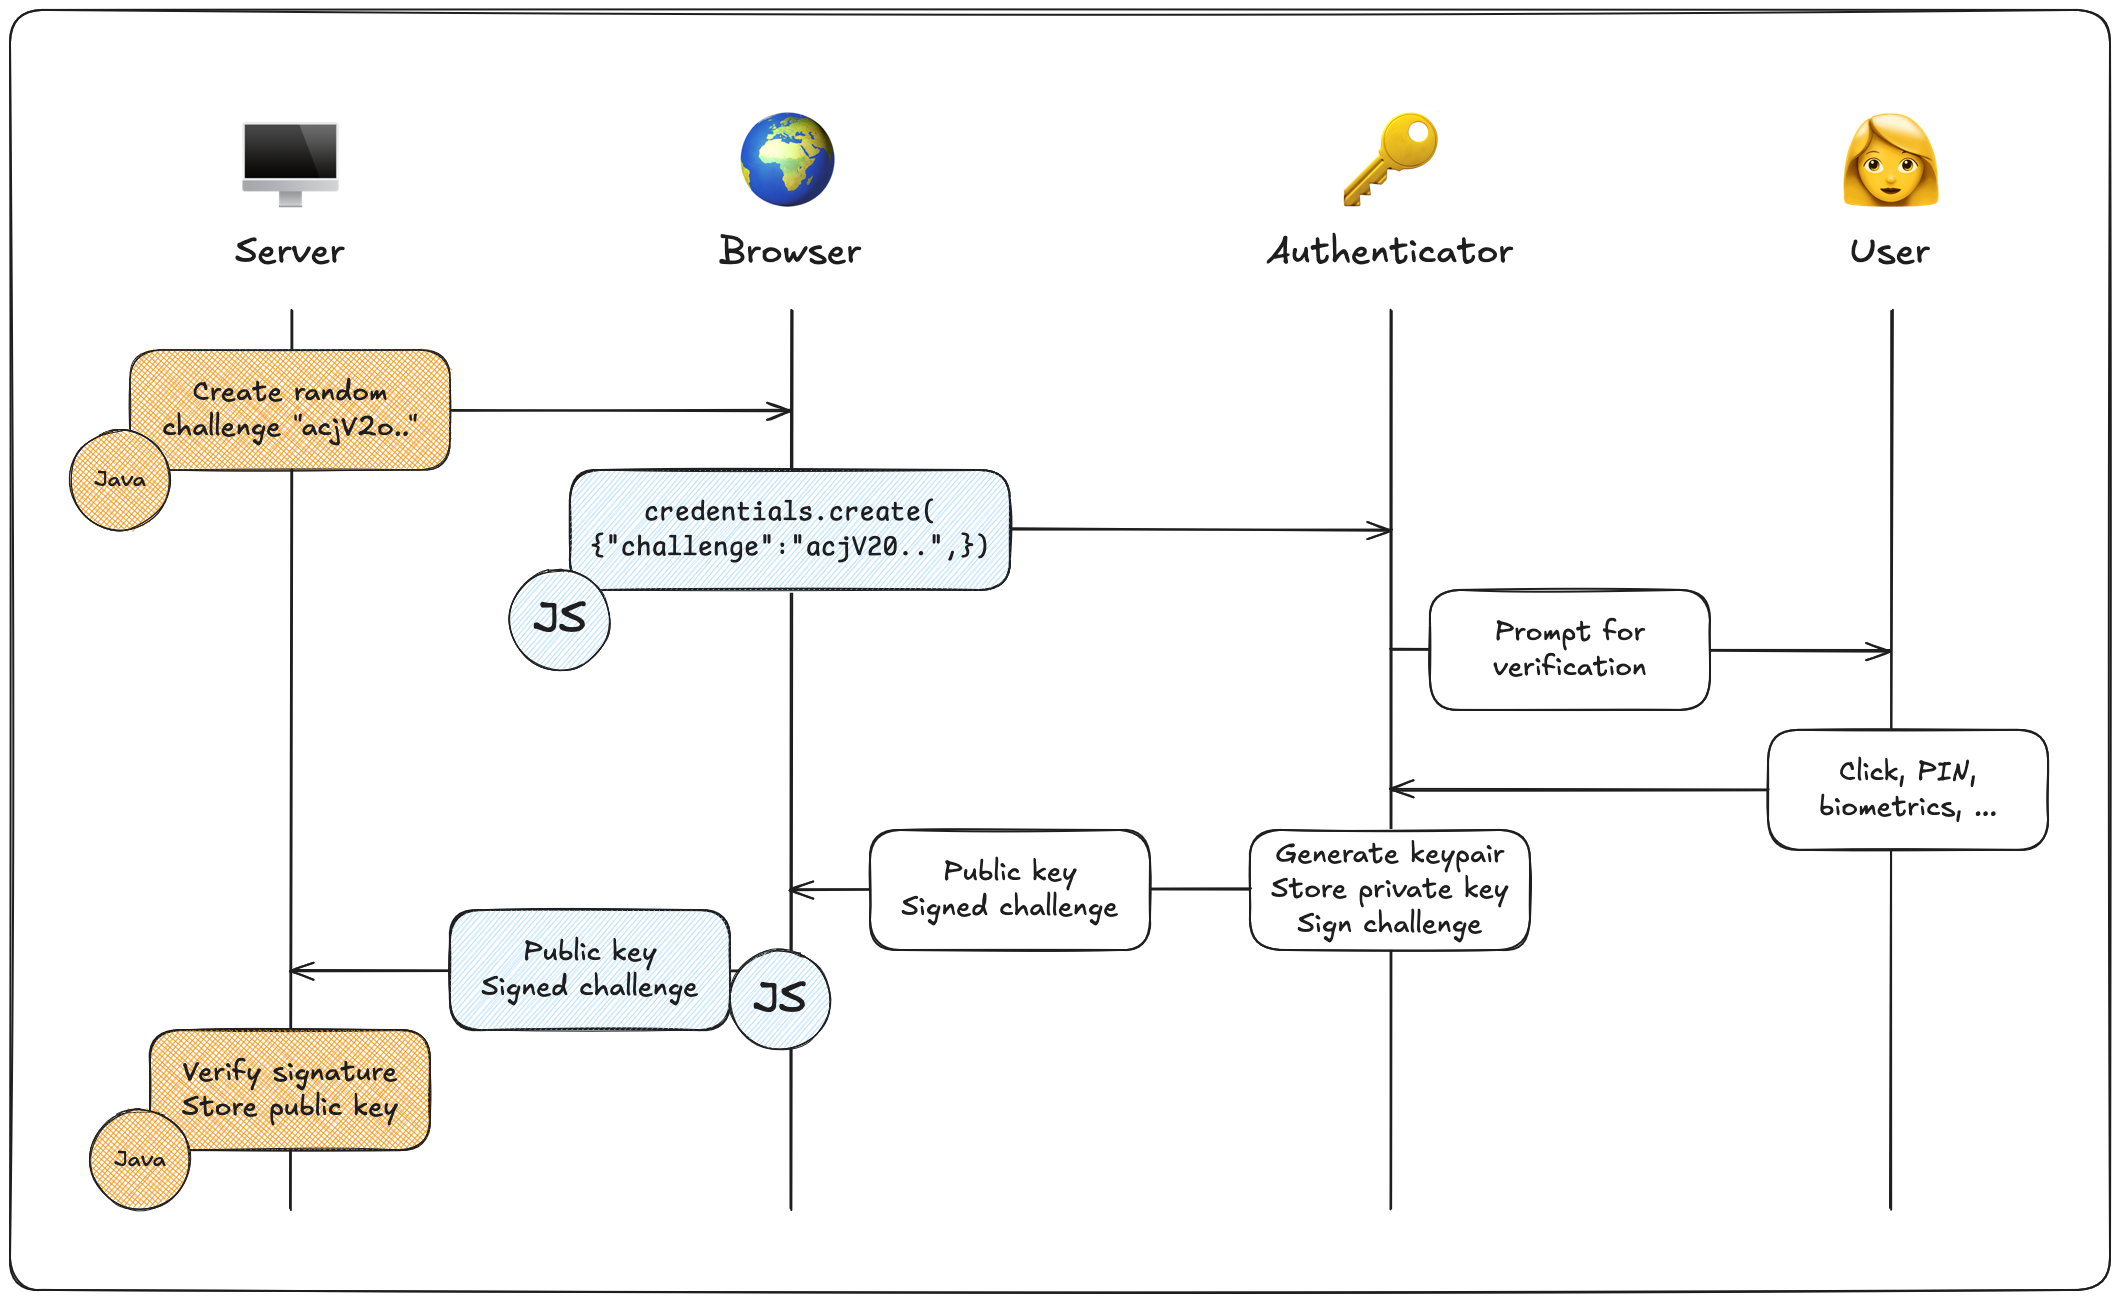 Server
Browser
Authenticator
User
Create random
challenge "acjV2o.."
Java
credentials.create(
{"challenge":"acjV20..",})
JS
Prompt for
verification
Click, PIN,
biometrics, ...
Generate keypair
Store private key
Sign challenge
Public key
Signed challenge
Public key
Signed challenge
JS
Verify signature
Store public key
Java